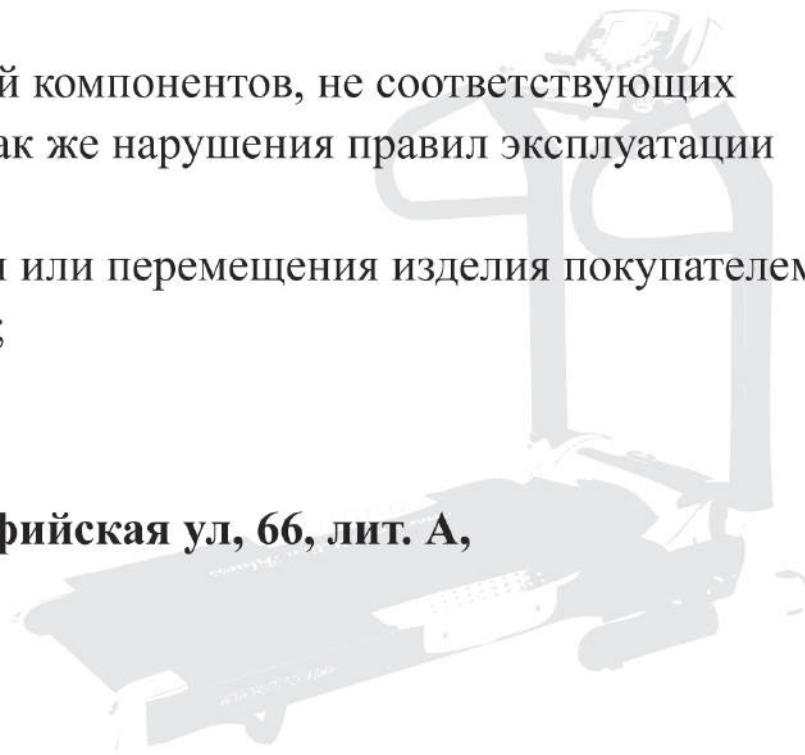 й компонентов, не соответствующих
ак же нарушения правил эксплуатации
или перемещения изделия покупателем
;
фийская ул, 66, лит. А,